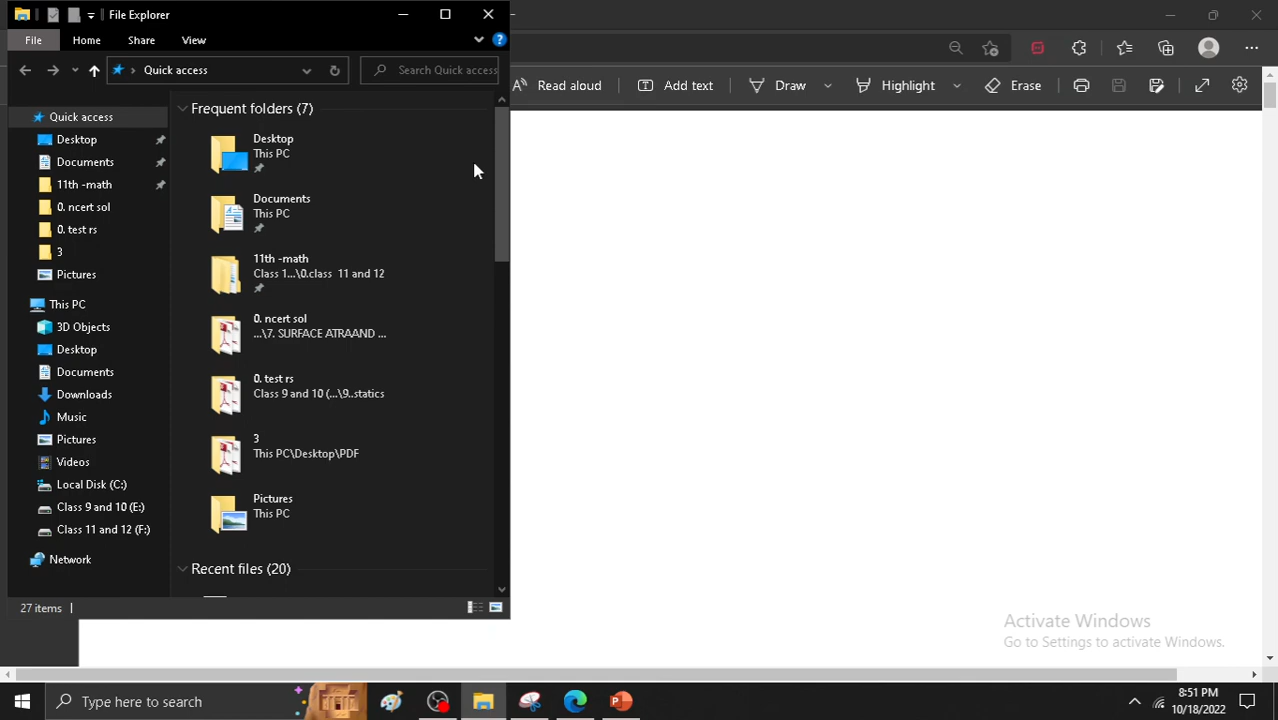 File Explorer
File
Home
Share
View
Quick access
Search Quick access
Read aloud
Add text
Draw
Highlight
Erase
Quick access
Desktop
Documents
11th -math
0. ncert sol
0. test rs
3
Pictures
This PC
3D Objects
Desktop
Documents
Downloads
Music
Pictures
Videos
Local Disk (C:)
Class 9 and 10 (E:)
Class 11 and 12 (F:)
Network
Frequent folders (7)
Desktop
This PC
Documents
This PC
11th -math
Class 1...\0.class 11 and 12
0. ncert sol
...\7. SURFACE ATRAAND ...
0. test rs
Class 9 and 10 (...\9..statics
3
This PC\Desktop\PDF
Pictures
This PC
Recent files (20)
27 items
Activate Windows
Go to Settings to activate Windows.
Type here to search
8:51 PM
10/18/2022